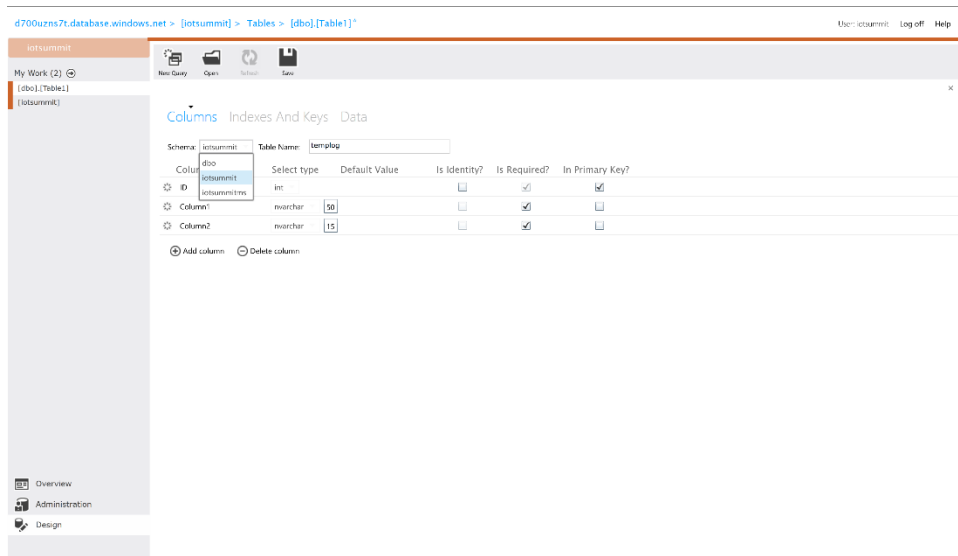 d700uzns7t.database.windows.net > [iotsummit] > Tables > [dbo].[Table1]*
User: iotsummit Log off Help
iotsummit
My Work (2)
[dbo].[Table1]
[iotsummit]
New Query Open Refresh Save
Columns Indexes And Keys Data
Schema: iotsummit Table Name: templog
dbo
iotsummit
iotsummitms
Select type Default Value Is Identity? Is Required? In Primary Key?
ID int
Column1 nvarchar 50
Column2 nvarchar 15
Add column Delete column
Overview
Administration
Design